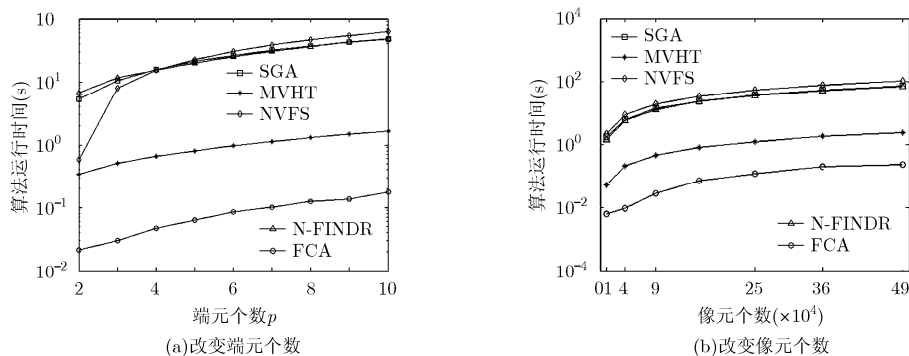 10 10⁴
SGA
MVHT
NVFS
10¹
10⁰
10⁻¹
10⁻²
N-FINDR
FCA
2 4 6 8 10
算法运行时间(s)
端元个数p
(a)改变端元个数
SGA
MVHT
NVFS
10²
10⁰
10⁻²
10⁻⁴
N-FINDR
FCA
01 4 9 25 36 49
算法运行时间(s)
像元个数(×10⁴)
(b)改变像元个数